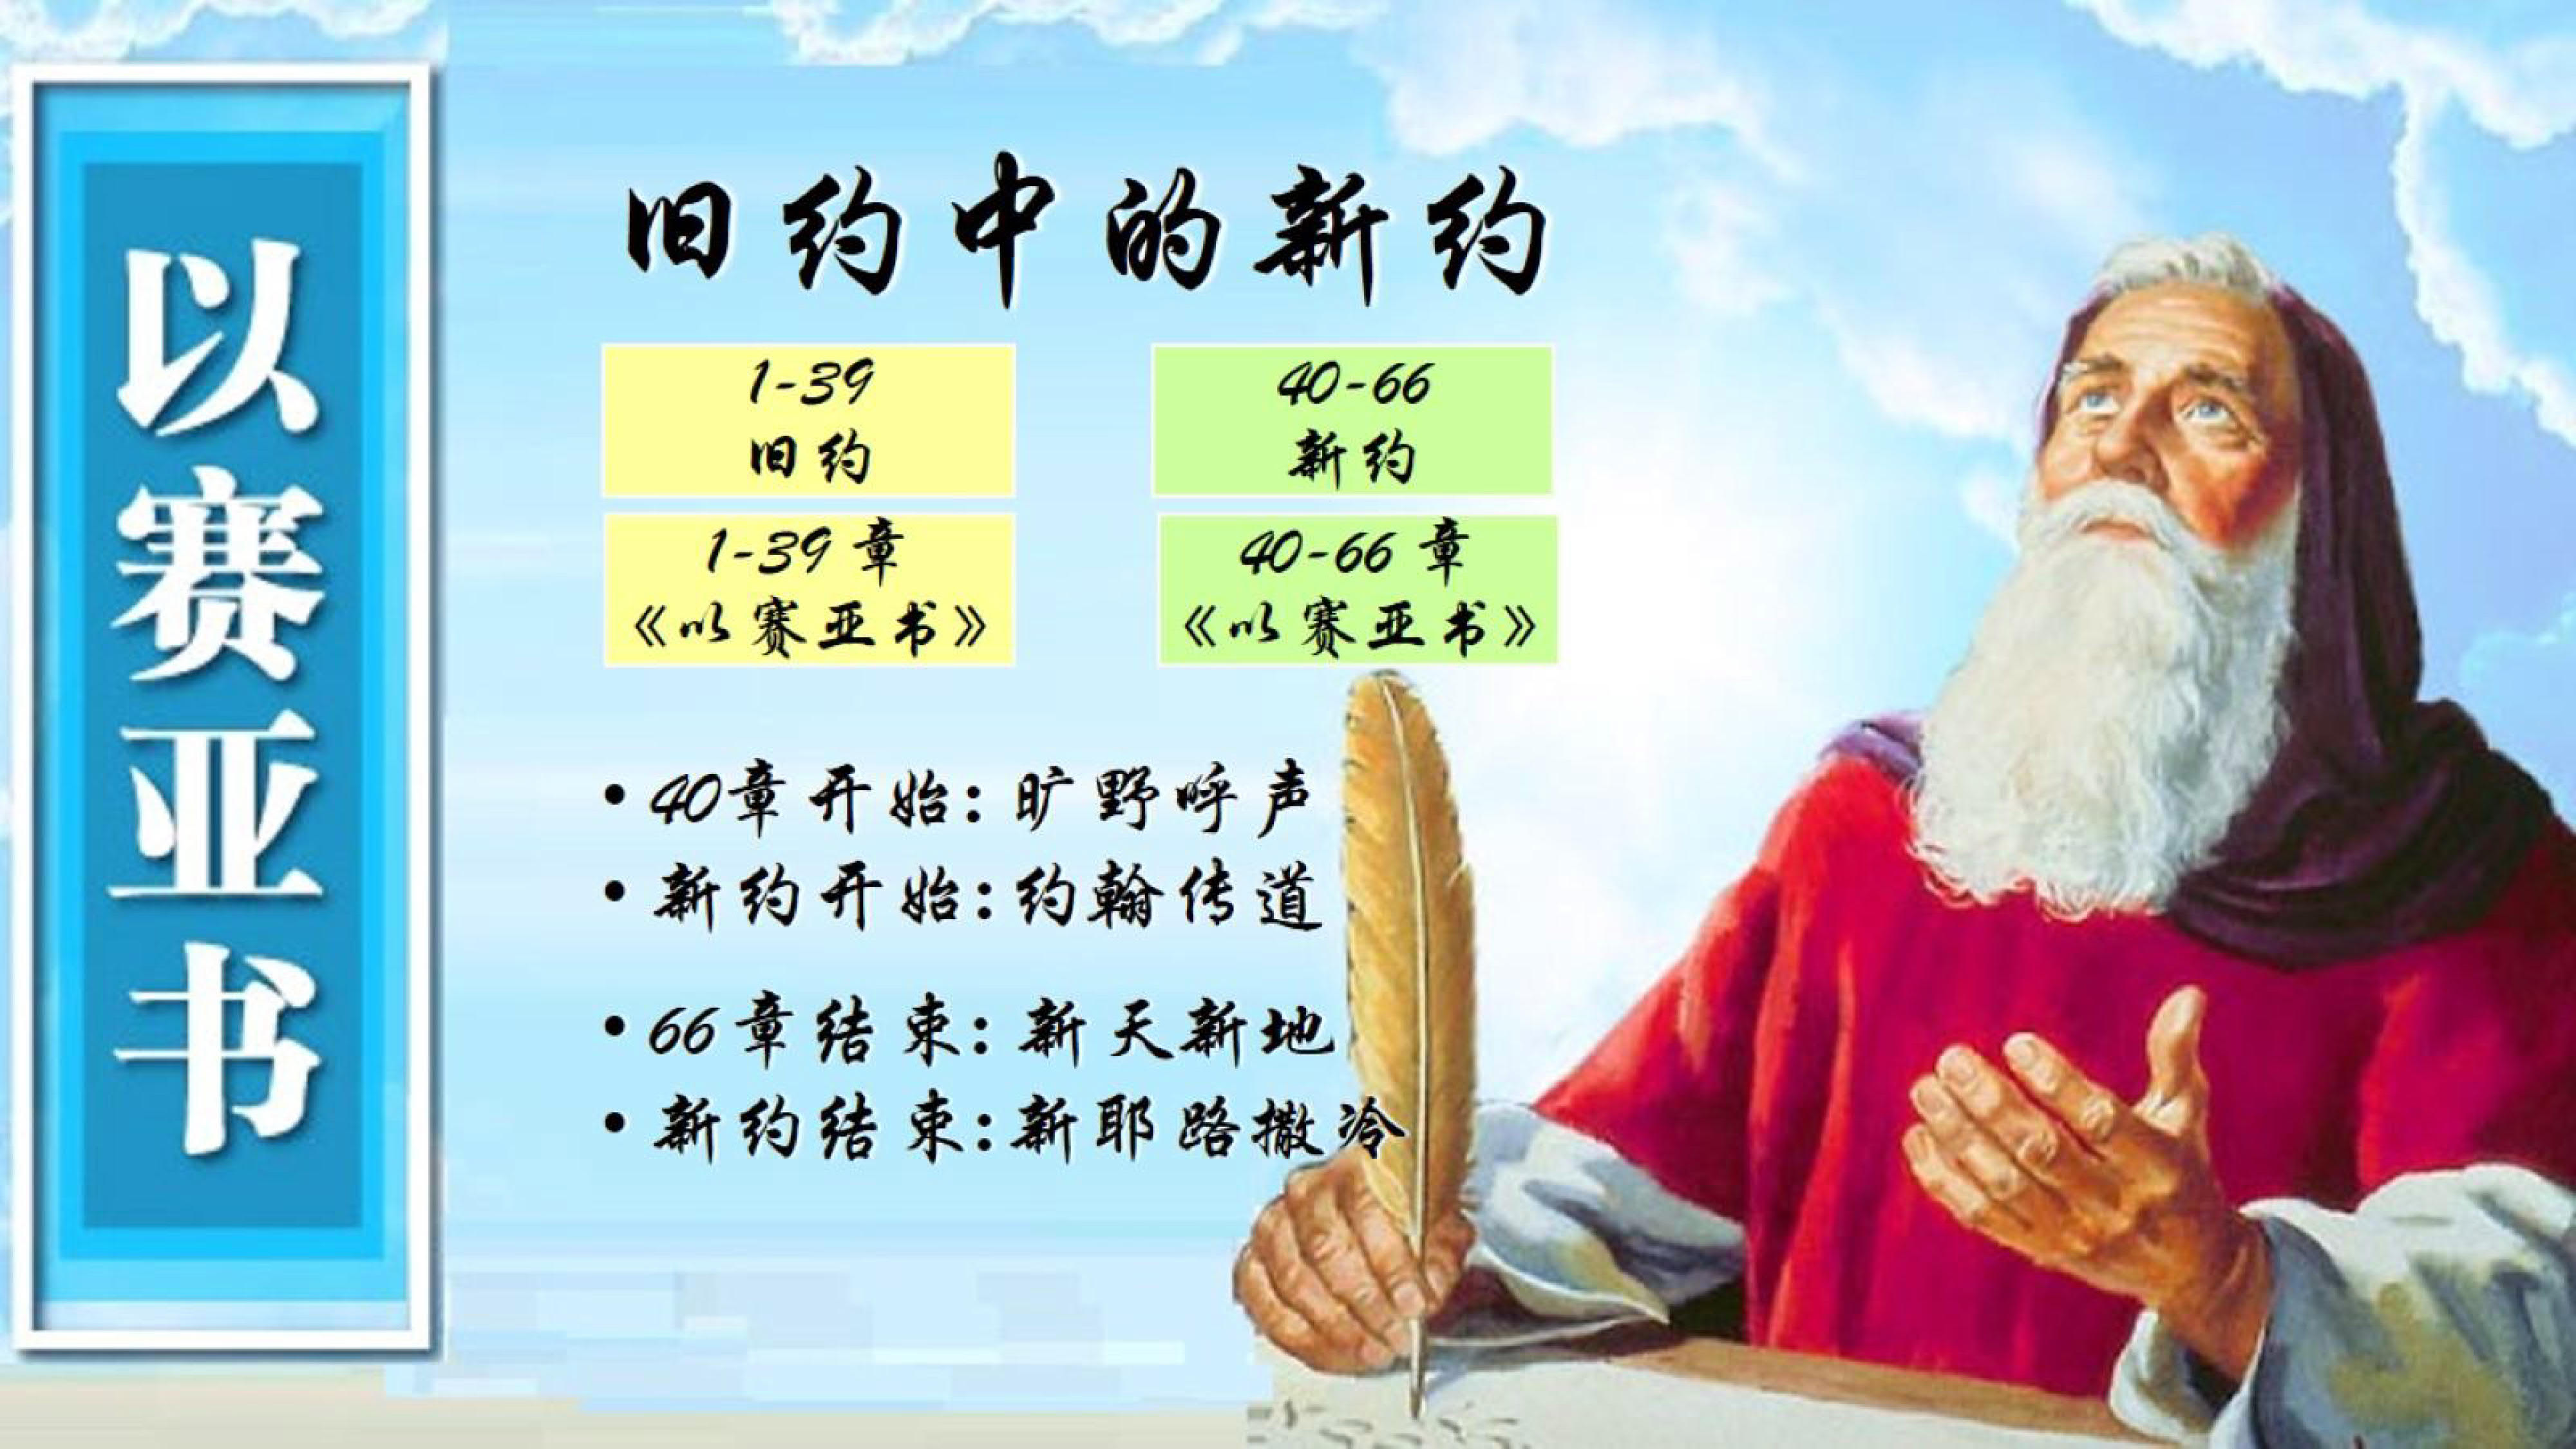 以赛亚书
旧约中的新约
1-39
旧约
40-66
新约
1-39 章
《以赛亚书》
40-66 章
《以赛亚书》
• 40章开始：旷野呼声
• 新约开始：约翰传道
• 66章结束：新天新地
• 新约结束：新耶路撒冷